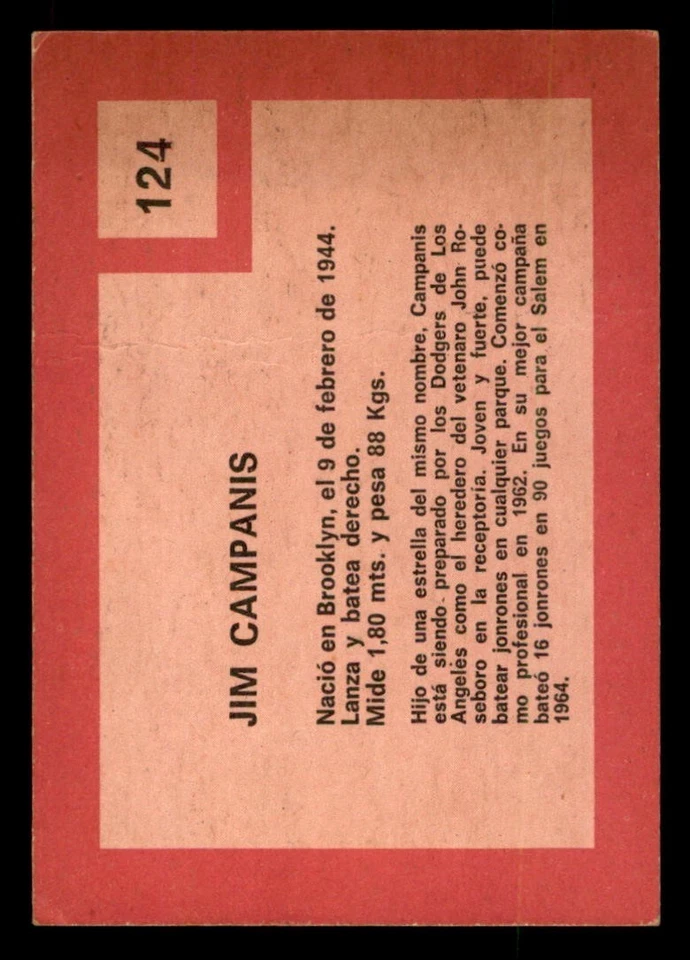 124
JIM CAMPANIS
Nació en Brooklyn, el 9 de febrero de 1944.
Lanza y batea derecho.
Mide 1,80 mts. y pesa 88 Kgs.
Hijo de una estrella del mismo nombre, Campanis
está siendo preparado por los Dodgers de Los
Angelès como el heredero del vetenaro John Ro-
seboro en la receptoría. Joven y fuerte, puede
batear jonrones en cualquier parque. Comenzó co-
mo profesional en 1962. En su mejor campaña
bateó 16 jonrones en 90 juegos para el Salem en
1964.